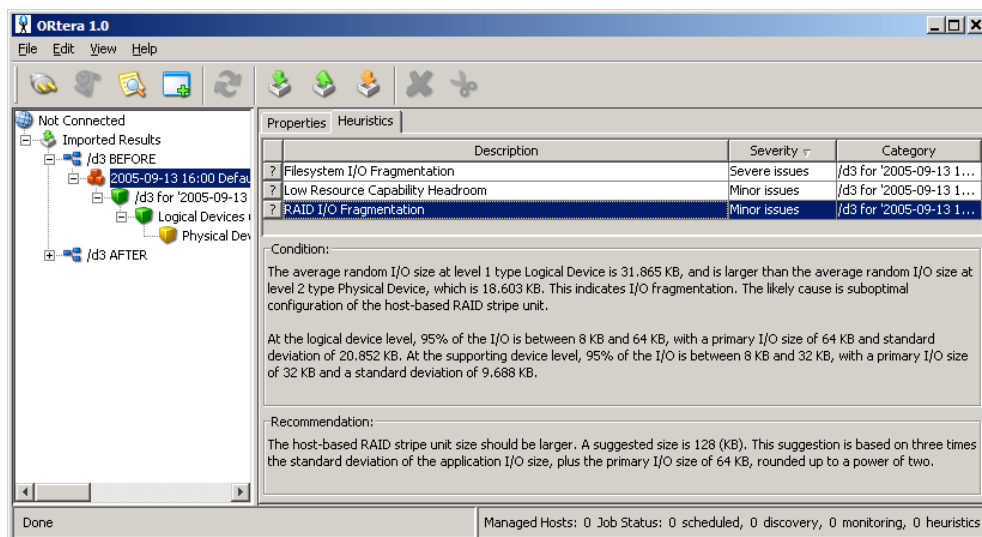 ORtera 1.0
File Edit View Help
Not Connected
Imported Results
/d3 BEFORE
2005-09-13 16:00 Defau
/d3 for '2005-09-13
Logical Devices
Physical Dev
/d3 AFTER
Properties Heuristics
Description Severity Category
? Filesystem I/O Fragmentation Severe issues /d3 for '2005-09-13 1...
? Low Resource Capability Headroom Minor issues /d3 for '2005-09-13 1...
? RAID I/O Fragmentation Minor issues /d3 for '2005-09-13 1...
Condition:
The average random I/O size at level 1 type Logical Device is 31.865 KB, and is larger than the average random I/O size at
level 2 type Physical Device, which is 18.603 KB. This indicates I/O fragmentation. The likely cause is suboptimal
configuration of the host-based RAID stripe unit.
At the logical device level, 95% of the I/O is between 8 KB and 64 KB, with a primary I/O size of 64 KB and standard
deviation of 20.852 KB. At the supporting device level, 95% of the I/O is between 8 KB and 32 KB, with a primary I/O size
of 32 KB and a standard deviation of 9.688 KB.
Recommendation:
The host-based RAID stripe unit size should be larger. A suggested size is 128 (KB). This suggestion is based on three times
the standard deviation of the application I/O size, plus the primary I/O size of 64 KB, rounded up to a power of two.
Done
Managed Hosts: 0 Job Status: 0 scheduled, 0 discovery, 0 monitoring, 0 heuristics